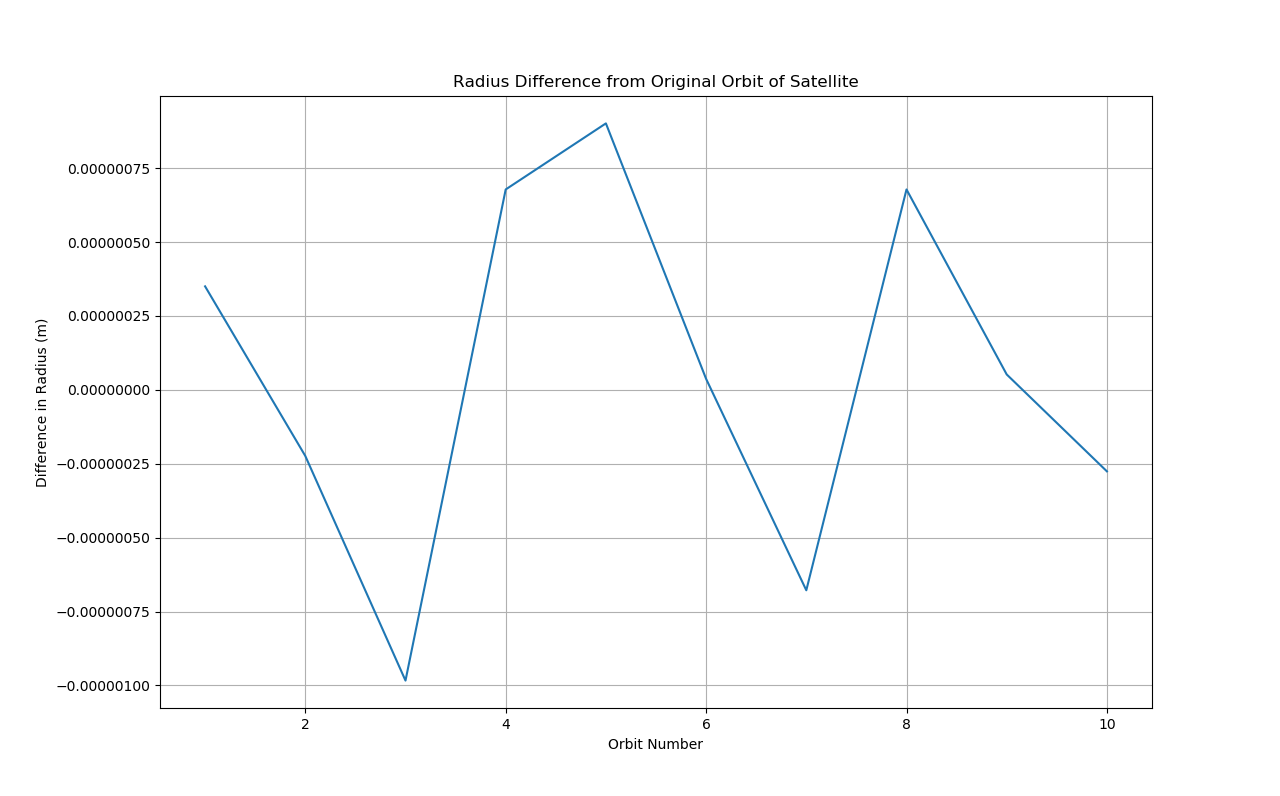 Radius Difference from Original Orbit of Satellite
0.00000075
0.00000050
0.00000025
0.00000000
−0.00000025
−0.00000050
−0.00000075
−0.00000100
Difference in Radius (m)
2 4 6 8 10
Orbit Number